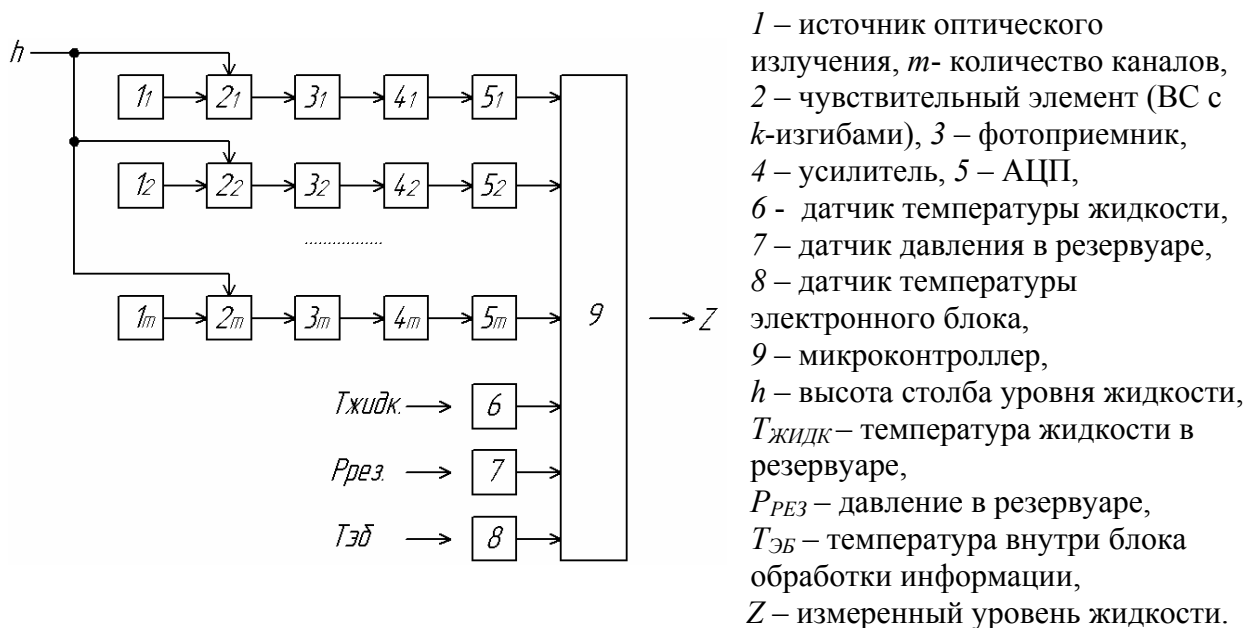 h
1₁ 2₁ 3₁ 4₁ 5₁
1₂ 2₂ 3₂ 4₂ 5₂
................
1m 2m 3m 4m 5m 9 Z
Тжидк. 6
Ррез. 7
Тэб 8
1 – источник оптического
излучения, m- количество каналов,
2 – чувствительный элемент (ВС с
k-изгибами), 3 – фотоприемник,
4 – усилитель, 5 – АЦП,
6 - датчик температуры жидкости,
7 – датчик давления в резервуаре,
8 – датчик температуры
электронного блока,
9 – микроконтроллер,
h – высота столба уровня жидкости,
TЖИДК – температура жидкости в
резервуаре,
PРЕЗ – давление в резервуаре,
TЭБ – температура внутри блока
обработки информации,
Z – измеренный уровень жидкости.